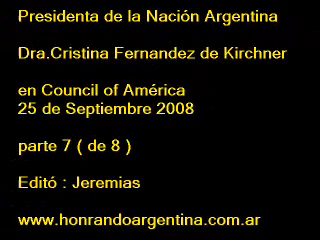 Presidenta de la Nación Argentina
Dra.Cristina Fernandez de Kirchner
en Council of América
25 de Septiembre 2008
parte 7 ( de 8 )
Editó : Jeremias
www.honrandoargentina.com.ar